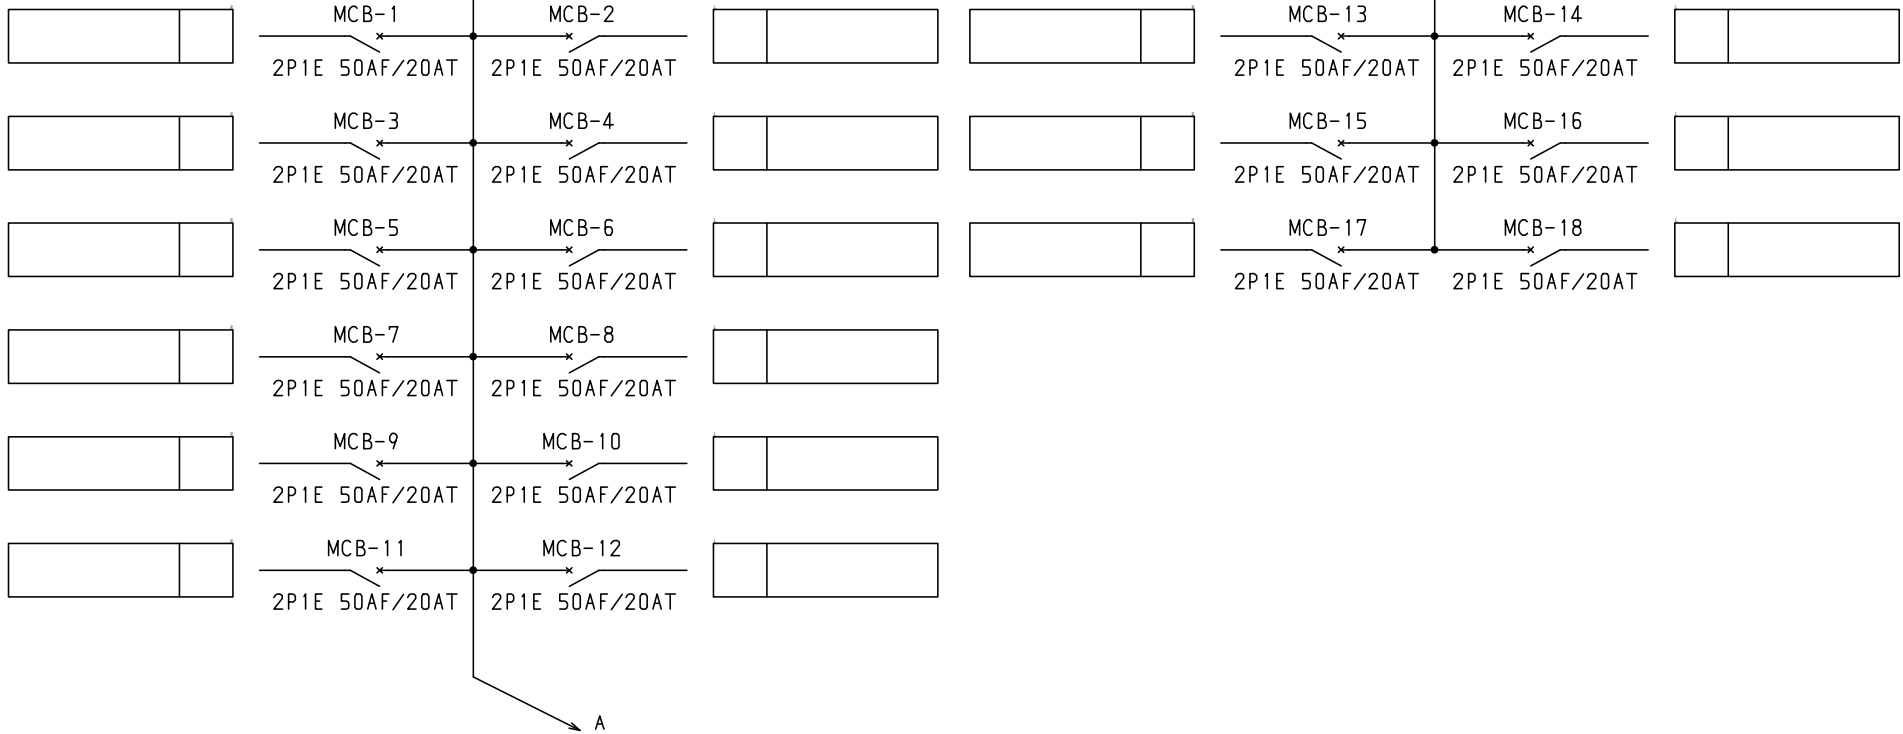 MCB-1 MCB-2 MCB-13 MCB-14
2P1E 50AF/20AT 2P1E 50AF/20AT 2P1E 50AF/20AT 2P1E 50AF/20AT
MCB-3 MCB-4 MCB-15 MCB-16
2P1E 50AF/20AT 2P1E 50AF/20AT 2P1E 50AF/20AT 2P1E 50AF/20AT
MCB-5 MCB-6 MCB-17 MCB-18
2P1E 50AF/20AT 2P1E 50AF/20AT 2P1E 50AF/20AT 2P1E 50AF/20AT
MCB-7 MCB-8
2P1E 50AF/20AT 2P1E 50AF/20AT
MCB-9 MCB-10
2P1E 50AF/20AT 2P1E 50AF/20AT
MCB-11 MCB-12
2P1E 50AF/20AT 2P1E 50AF/20AT
A